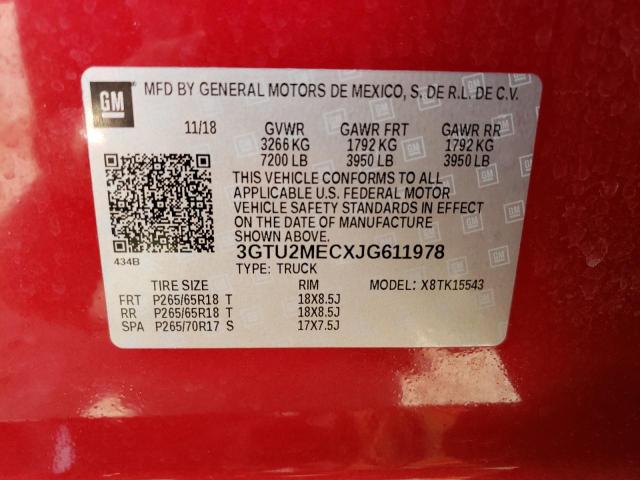 GM
MFD BY GENERAL MOTORS DE MEXICO, S. DE R.L. DE C.V.
11/18 GVWR GAWR FRT GAWR RR
3266 KG 1792 KG 1792 KG
7200 LB 3950 LB 3950 LB
THIS VEHICLE CONFORMS TO ALL
APPLICABLE U.S. FEDERAL MOTOR
VEHICLE SAFETY STANDARDS IN EFFECT
ON THE DATE OF MANUFACTURE
SHOWN ABOVE.
434B
3GTU2MECXJG611978
TYPE: TRUCK
TIRE SIZE RIM MODEL: X8TK15543
FRT P265/65R18 T 18X8.5J
RR P265/65R18 T 18X8.5J
SPA P265/70R17 S 17X7.5J